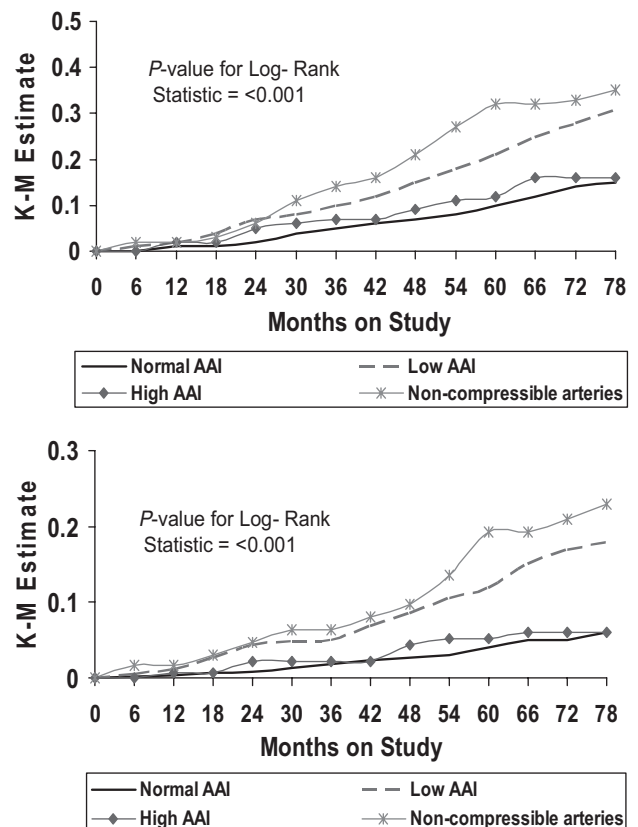 0.5
0.4
0.3
0.2
0.1
0
K-M Estimate
P-value for Log- Rank
Statistic = <0.001
0 6 12 18 24 30 36 42 48 54 60 66 72 78
Months on Study
Normal AAI Low AAI
High AAI Non-compressible arteries
0.3
0.2
0.1
0
K-M Estimate
P-value for Log- Rank
Statistic = <0.001
0 6 12 18 24 30 36 42 48 54 60 66 72 78
Months on Study
Normal AAI Low AAI
High AAI Non-compressible arteries